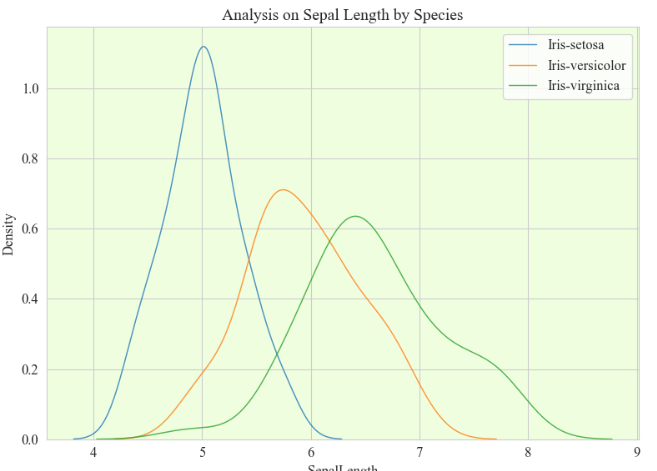 Analysis on Sepal Length by Species
Iris-setosa
Iris-versicolor
Iris-virginica
1.0
0.8
0.6
0.4
0.2
0.0
Density
4 5 6 7 8 9
SepalLength